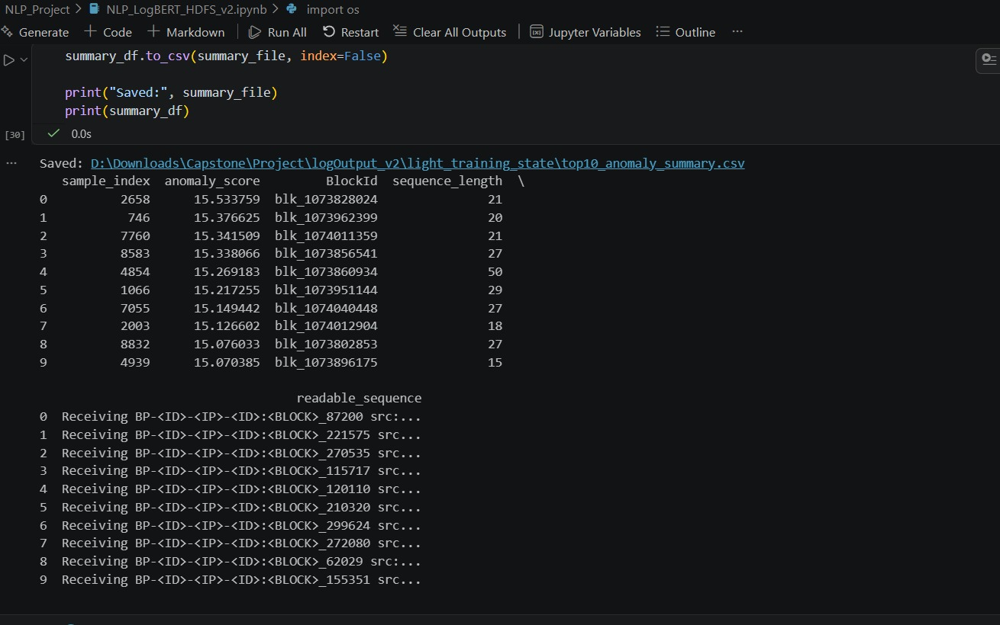 NLP_Project > NLP_LogBERT_HDFS_v2.ipynb > import os
Generate + Code + Markdown | Run All Restart Clear All Outputs | Jupyter Variables Outline ...
summary_df.to_csv(summary_file, index=False)
print("Saved:", summary_file)
print(summary_df)
[30] 0.0s
... Saved: D:\Downloads\Capstone\Project\logOutput_v2\light_training_state\top10_anomaly_summary.csv
sample_index anomaly_score BlockId sequence_length \
0 2658 15.533759 blk_1073828024 21
1 746 15.376625 blk_1073962399 20
2 7760 15.341509 blk_1074011359 21
3 8583 15.338066 blk_1073856541 27
4 4854 15.269183 blk_1073860934 50
5 1066 15.217255 blk_1073951144 29
6 7055 15.149442 blk_1074040448 27
7 2003 15.126602 blk_1074012904 18
8 8832 15.076033 blk_1073802853 27
9 4939 15.070385 blk_1073896175 15
readable_sequence
0 Receiving BP-<ID>-<IP>-<ID>:<BLOCK>_87200 src:...
1 Receiving BP-<ID>-<IP>-<ID>:<BLOCK>_221575 src...
2 Receiving BP-<ID>-<IP>-<ID>:<BLOCK>_270535 src...
3 Receiving BP-<ID>-<IP>-<ID>:<BLOCK>_115717 src...
4 Receiving BP-<ID>-<IP>-<ID>:<BLOCK>_120110 src...
5 Receiving BP-<ID>-<IP>-<ID>:<BLOCK>_210320 src...
6 Receiving BP-<ID>-<IP>-<ID>:<BLOCK>_299624 src...
7 Receiving BP-<ID>-<IP>-<ID>:<BLOCK>_272080 src...
8 Receiving BP-<ID>-<IP>-<ID>:<BLOCK>_62029 src:...
9 Receiving BP-<ID>-<IP>-<ID>:<BLOCK>_155351 src...